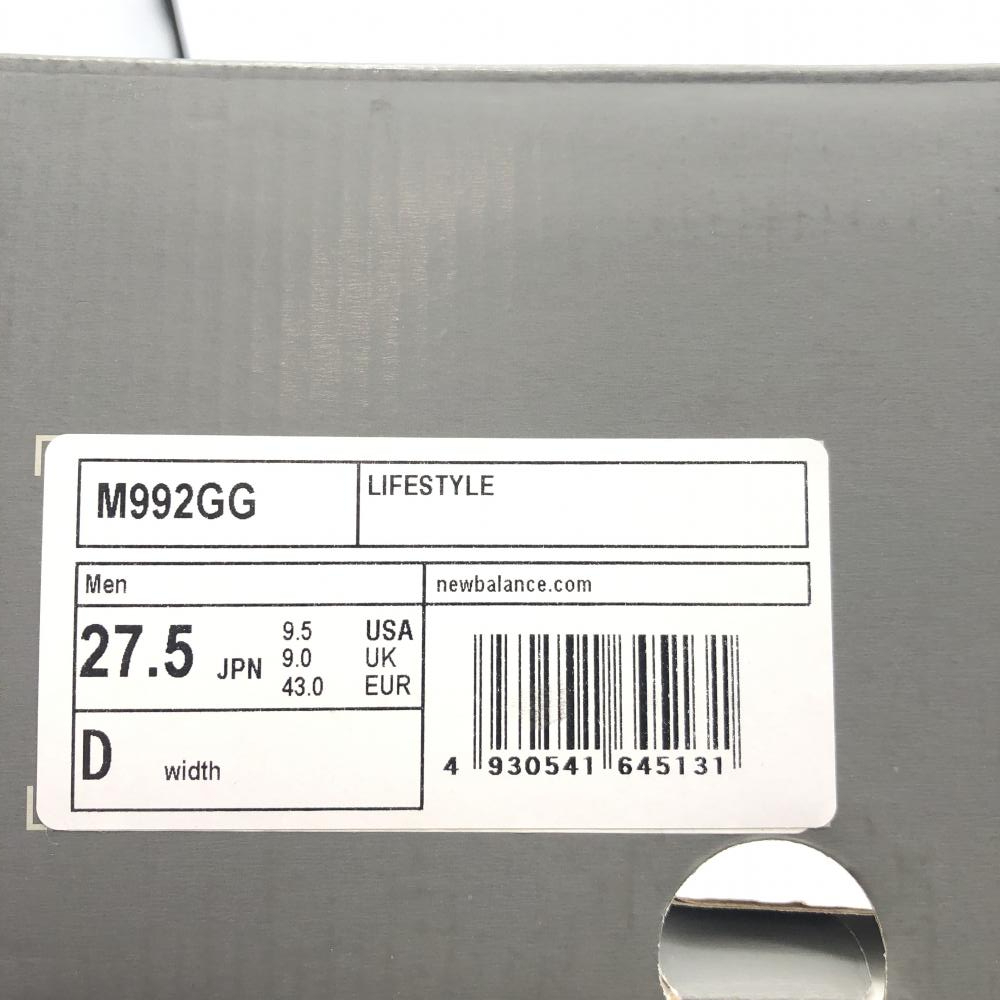 M992GG
LIFESTYLE
Men
newbalance.com
27.5 JPN
9.5 USA
9.0 UK
43.0 EUR
D width
4 930541 645131